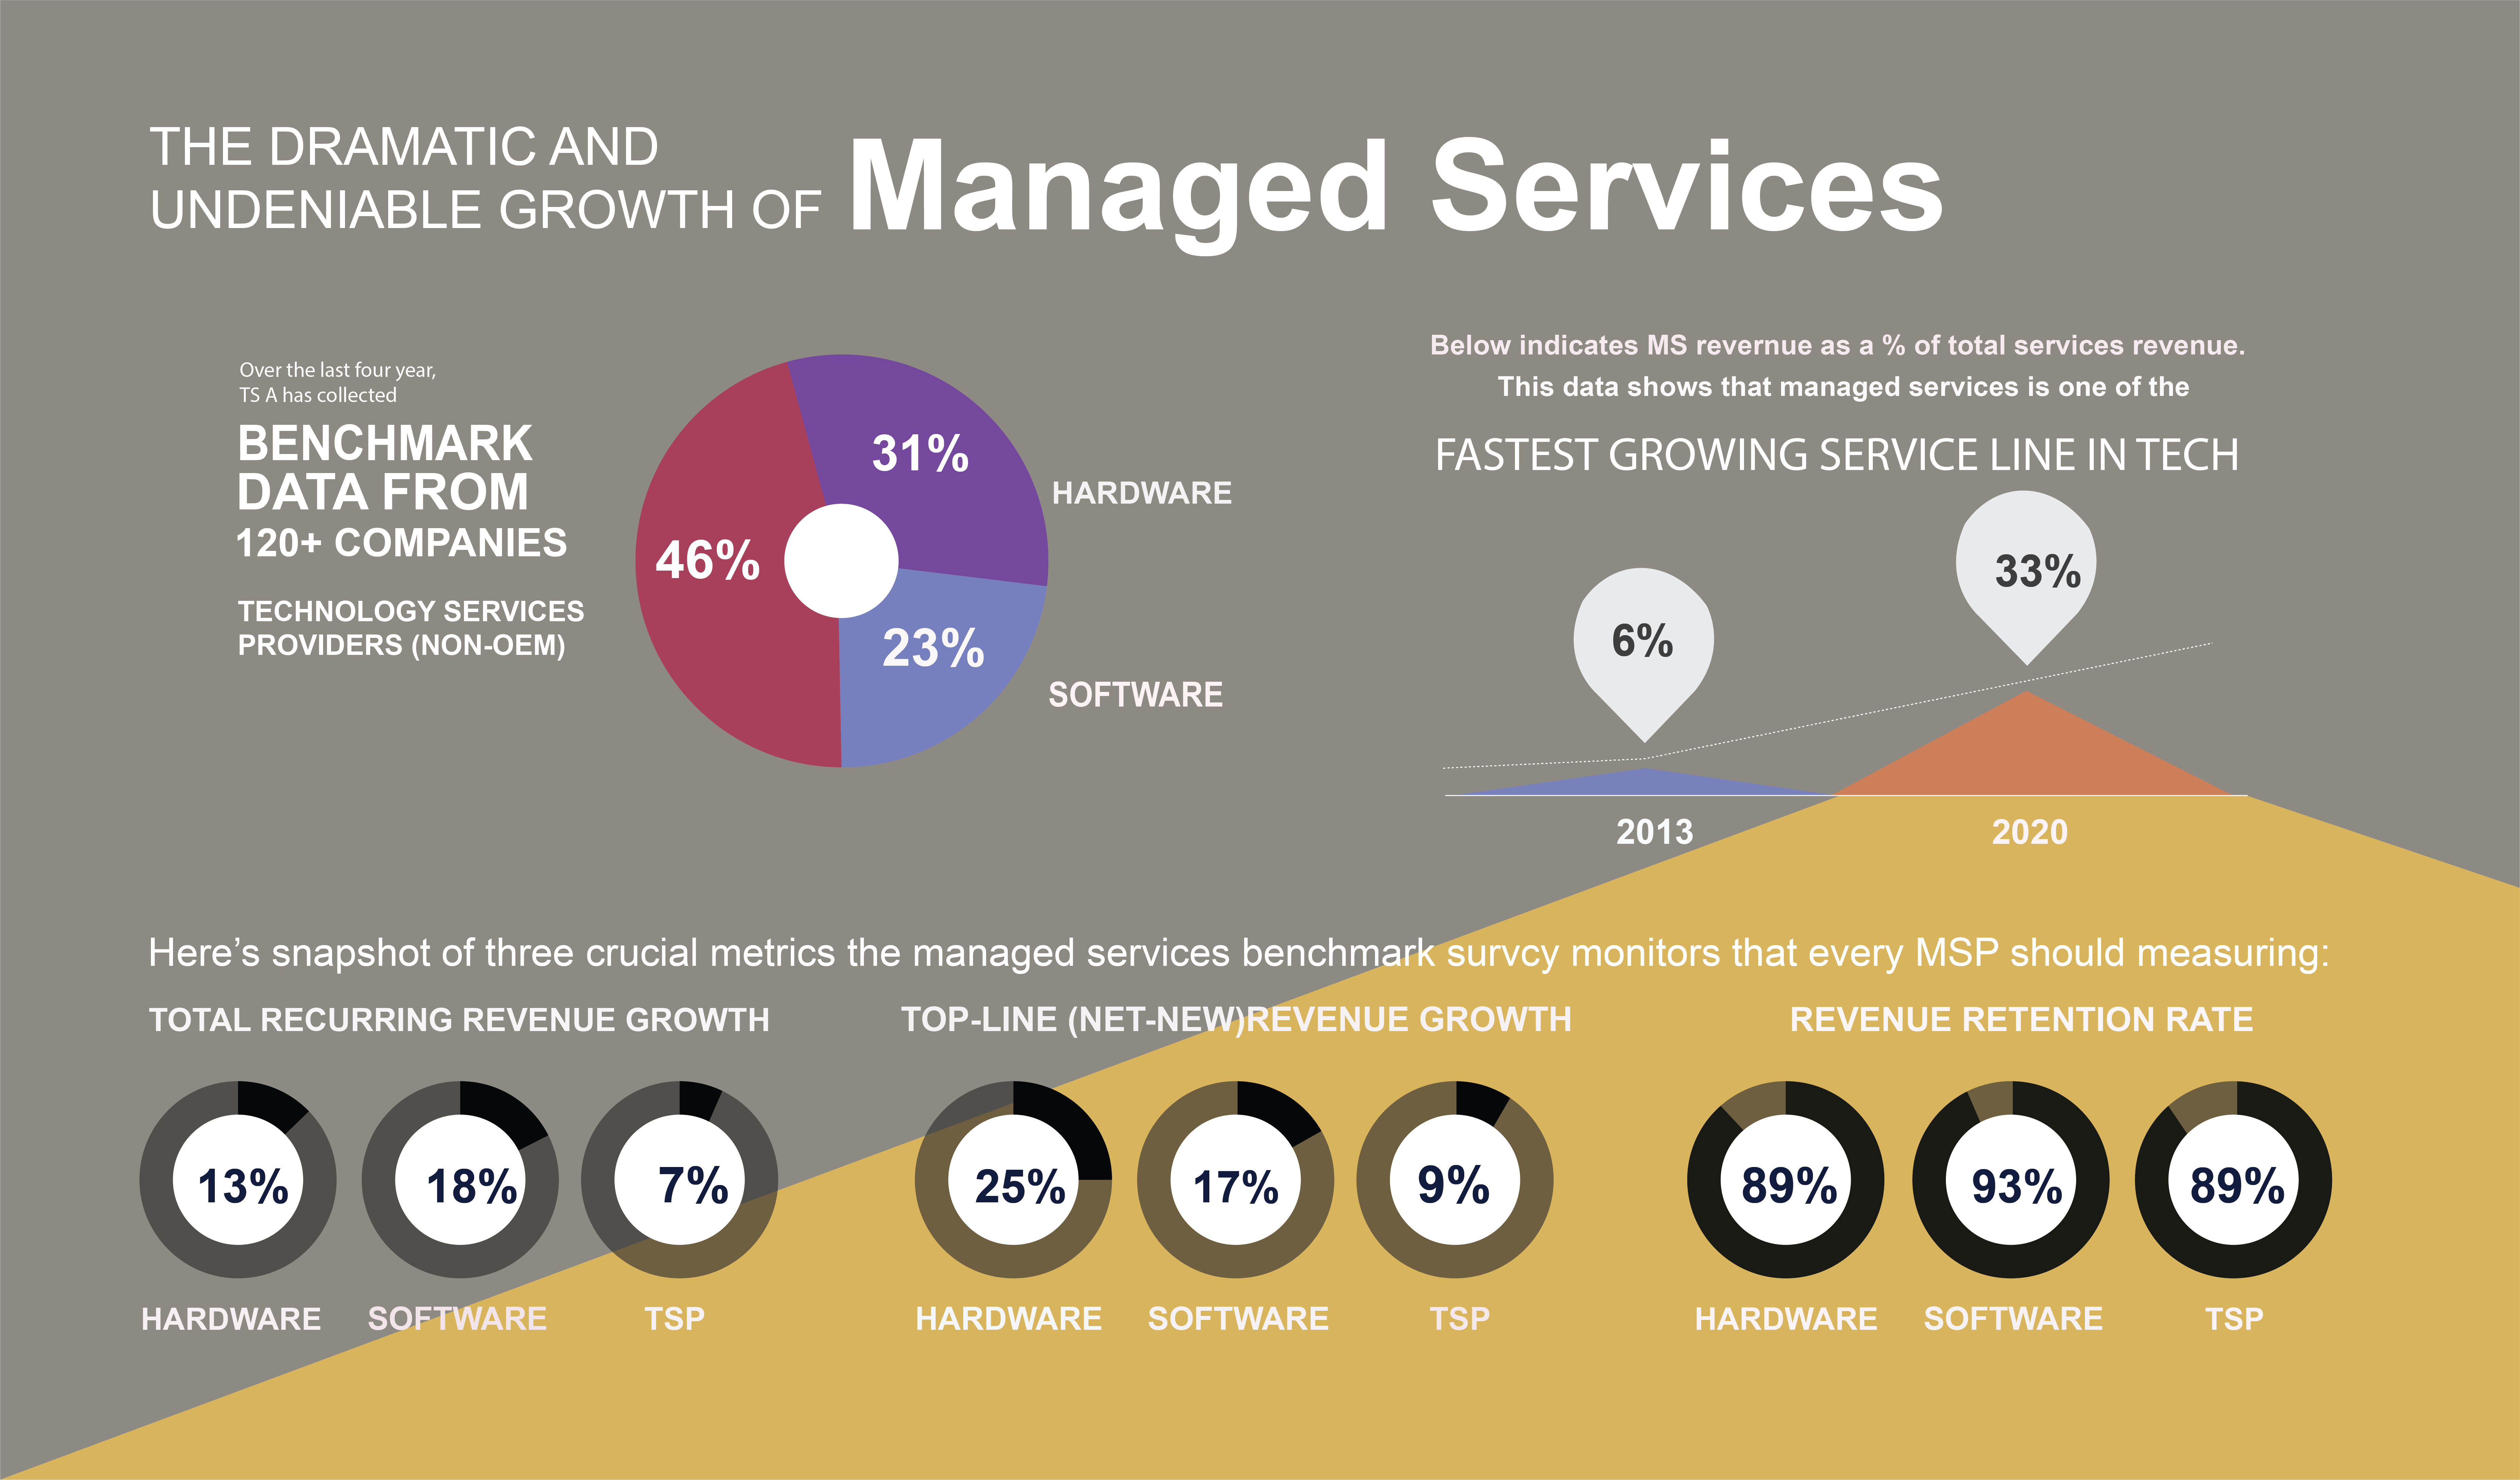 THE DRAMATIC AND
UNDENIABLE GROWTH OF
Managed Services
Over the last four year,
TS A has collected
BENCHMARK
DATA FROM
120+ COMPANIES
TECHNOLOGY SERVICES
PROVIDERS (NON-OEM)
31%
HARDWARE
46%
23%
SOFTWARE
Below indicates MS revernue as a % of total services revenue.
This data shows that managed services is one of the
FASTEST GROWING SERVICE LINE IN TECH
6%
33%
2013
2020
Here’s snapshot of three crucial metrics the managed services benchmark survcy monitors that every MSP should measuring:
TOTAL RECURRING REVENUE GROWTH
13%
18%
7%
HARDWARE
SOFTWARE
TSP
TOP-LINE (NET-NEW)REVENUE GROWTH
25%
17%
9%
HARDWARE
SOFTWARE
TSP
REVENUE RETENTION RATE
89%
93%
89%
HARDWARE
SOFTWARE
TSP